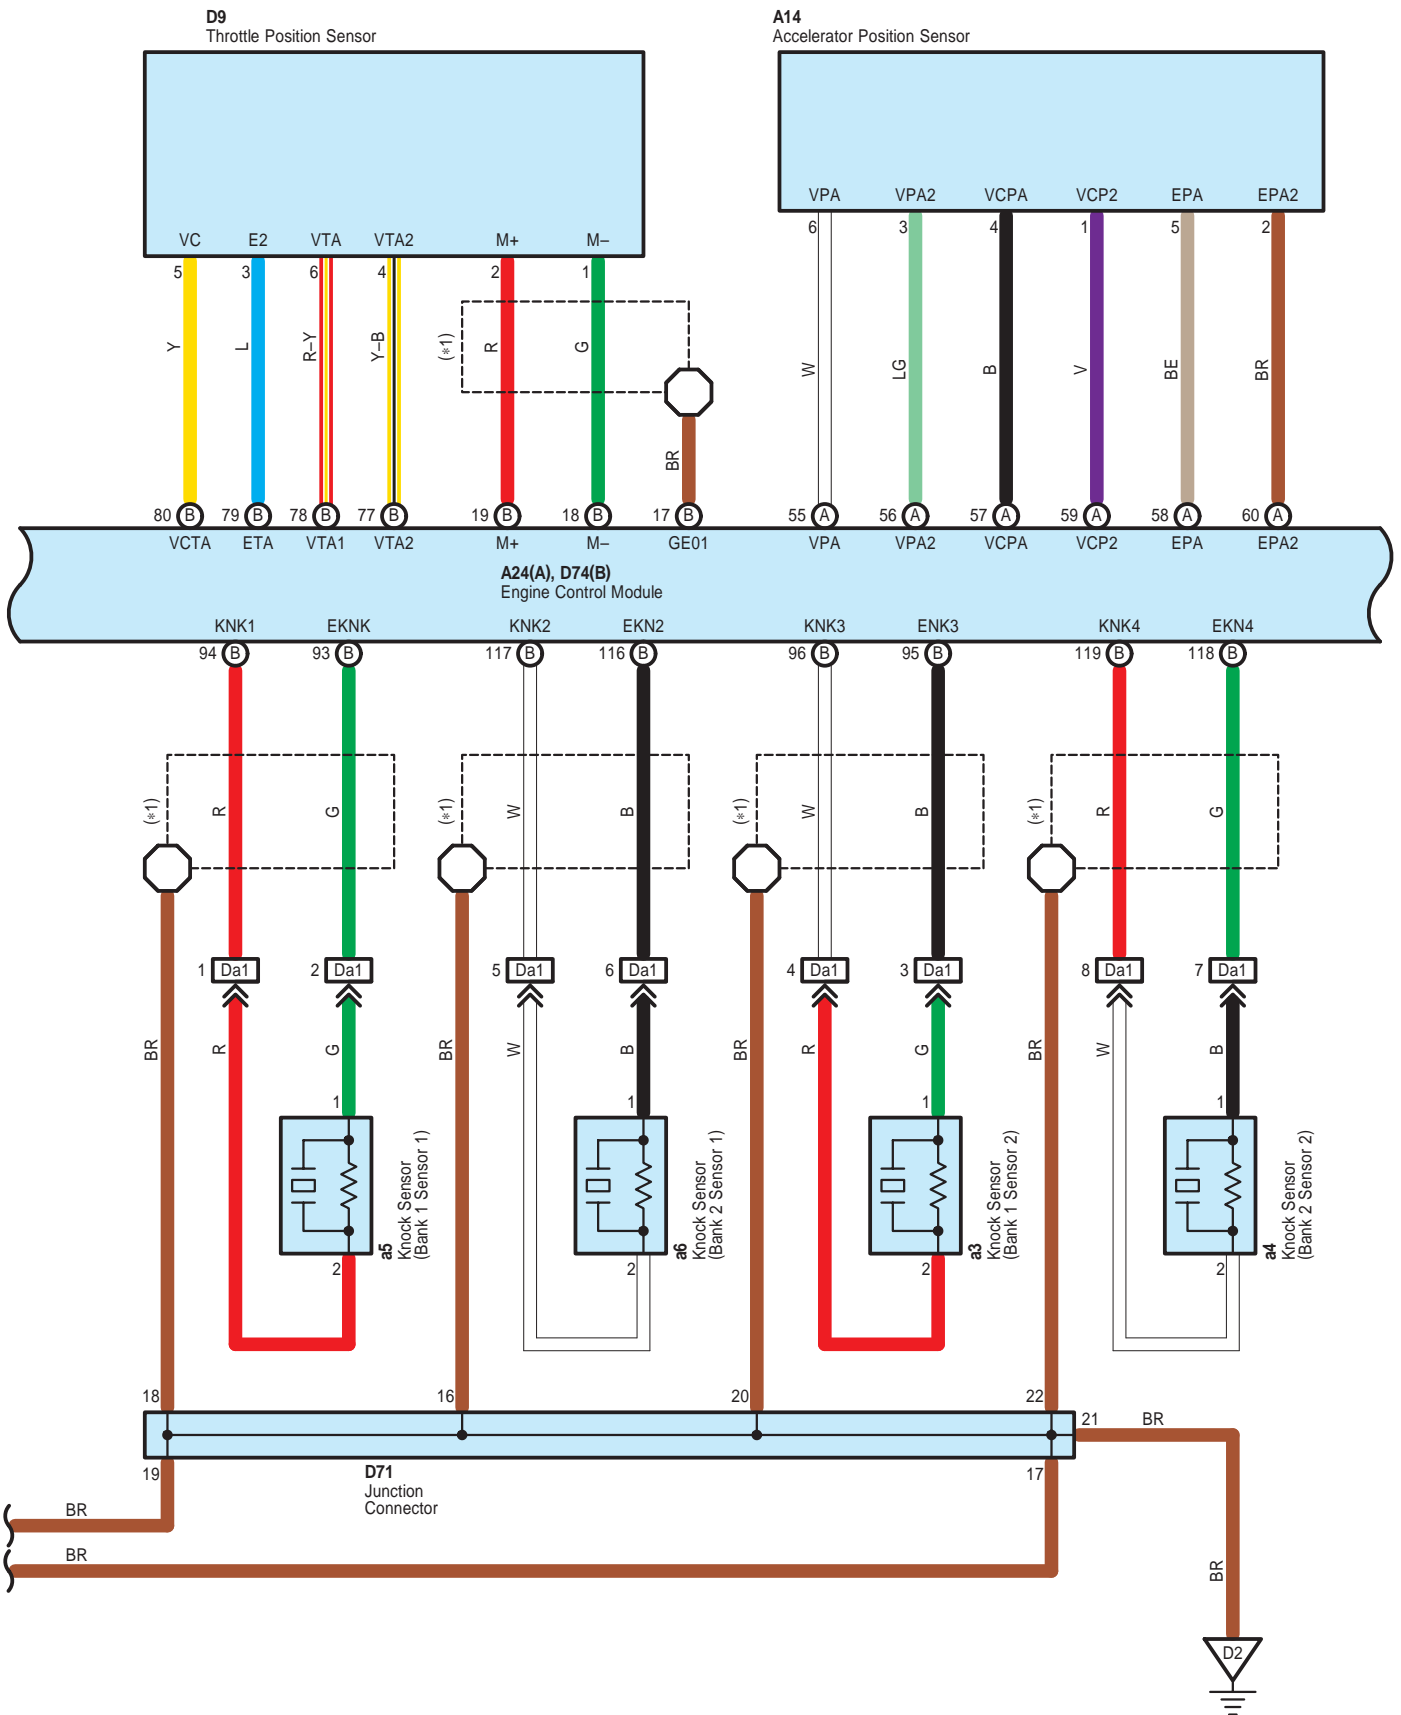 D9
Throttle Position Sensor
A14
Accelerator Position Sensor
VPA VPA2 VCPA VCP2 EPA EPA2
6 3 4 1 5 2
VC E2 VTA VTA2 M+ M–
5 3 6 4 2 1
Y L R–Y Y–B (∗1) R G
W LG B V BE BR
BR
80 B 79 B 78 B 77 B 19 B 18 B 17 B 55 A 56 A 57 A 59 A 58 A 60 A
VCTA ETA VTA1 VTA2 M+ M– GE01 VPA VPA2 VCPA VCP2 EPA EPA2
A24(A), D74(B)
Engine Control Module
KNK1 EKNK KNK2 EKN2 KNK3 ENK3 KNK4 EKN4
94 B 93 B 117 B 116 B 96 B 95 B 119 B 118 B
(∗1) R G (∗1) W B (∗1) W B (∗1) R G
1 Da1 2 Da1 5 Da1 6 Da1 4 Da1 3 Da1 8 Da1 7 Da1
BR R G BR W B BR R G BR W B
1 1 1 1
a5
Knock Sensor
(Bank 1 Sensor 1)
a6
Knock Sensor
(Bank 2 Sensor 1)
a3
Knock Sensor
(Bank 1 Sensor 2)
a4
Knock Sensor
(Bank 2 Sensor 2)
2 2 2 2
18 16 20 22
21 BR
19 17
D71
Junction
Connector
BR
BR
BR
D2